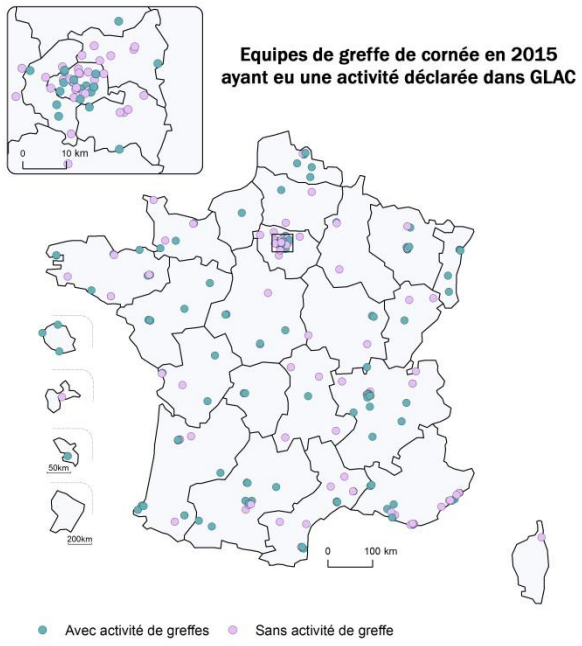 Equipes de greffe de cornée en 2015
ayant eu une activité déclarée dans GLAC
0 10 km
50km
200km
0 100 km
Avec activité de greffes Sans activité de greffe